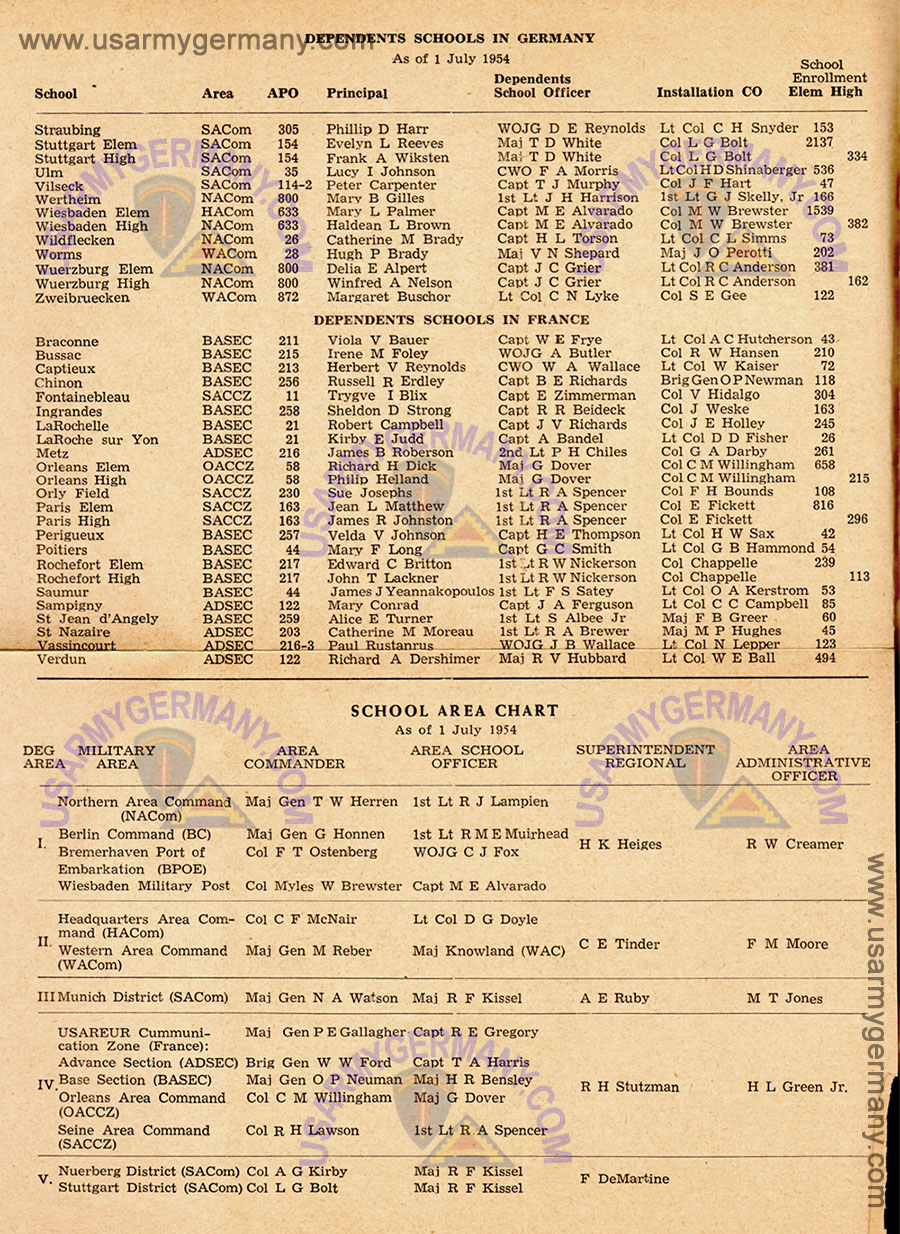 www.usarmygermany.com
DEPENDENTS SCHOOLS IN GERMANY
As of 1 July 1954
School Area APO Principal Dependents School Officer Installation CO School Enrollment Elem High
Straubing SACom 305 Phillip D Harr WOJG D E Reynolds Lt Col C H Snyder 153
Stuttgart Elem SACom 154 Evelyn L Reeves Maj T D White Col L G Bolt 2137
Stuttgart High SACom 154 Frank A Wiksten Maj T D White Col L G Bolt 334
Ulm SACom 35 Lucy I Johnson CWO F A Morris Lt Col H D Shinaberger 536
Vilseck SACom 114-2 Peter Carpenter Capt T J Murphy Col J F Hart 47
Wertheim NACom 800 Mary B Gilles 1st Lt J H Harrison 1st Lt G J Skelly, Jr 166
Wiesbaden Elem HACom 633 Mary L Palmer Capt M E Alvarado Col M W Brewster 1539
Wiesbaden High NACom 633 Haldean L Brown Capt M E Alvarado Col M W Brewster 382
Wildflecken NACom 26 Catherine M Brady Capt H L Torson Lt Col C L Simms 73
Worms WACom 28 Hugh P Brady Maj V N Shepard Maj J O Perotti 202
Wuerzburg Elem NACom 800 Delia E Alpert Capt J C Grier Lt Col R C Anderson 381
Wuerzburg High NACom 800 Winfred A Nelson Capt J C Grier Lt Col R C Anderson 162
Zweibruecken WACom 872 Margaret Buschor Lt Col C N Lyke Col S E Gee 122
DEPENDENTS SCHOOLS IN FRANCE
Braconne BASEC 211 Viola V Bauer Capt W E Frye Lt Col A C Hutcherson 43
Bussac BASEC 215 Irene M Foley WOJG A Butler Col R W Hansen 210
Captieux BASEC 213 Herbert V Reynolds CWO W A Wallace Lt Col W Kaiser 72
Chinon BASEC 256 Russell R Erdley Capt B E Richards Brig Gen O P Newman 118
Fontainebleau SACCZ 11 Trygve I Blix Capt E Zimmerman Col V Hidalgo 304
Ingrandes BASEC 258 Sheldon D Strong Capt R R Beideck Col J Weske 163
LaRochelle BASEC 21 Robert Campbell Capt J V Richards Col J E Holley 245
LaRoche sur Yon BASEC 21 Kirby E Judd Capt A Bandel Lt Col D D Fisher 26
Metz ADSEC 216 James B Roberson 2nd Lt P H Chiles Col G A Darby 261
Orleans Elem OACCZ 58 Richard H Dick Maj G Dover Col C M Willingham 658
Orleans High OACCZ 58 Philip Helland Maj G Dover Col C M Willingham 215
Orly Field SACCZ 230 Sue Josephs 1st Lt R A Spencer Col F H Bounds 108
Paris Elem SACCZ 163 Jean L Matthew 1st Lt R A Spencer Col E Fickett 816
Paris High SACCZ 163 James R Johnston 1st Lt R A Spencer Col E Fickett 296
Perigueux BASEC 257 Velda V Johnson Capt H E Thompson Lt Col H W Sax 42
Poitiers BASEC 44 Mary F Long Capt G C Smith Lt Col G B Hammond 54
Rochefort Elem BASEC 217 Edward C Britton 1st Lt R W Nickerson Col Chappelle 239
Rochefort High BASEC 217 John T Lackner 1st Lt R W Nickerson Col Chappelle 113
Saumur BASEC 44 James J Yeannakopoulos 1st Lt F S Satey Lt Col O A Kerstrom 53
Sampigny ADSEC 122 Mary Conrad Capt J A Ferguson Lt Col C C Campbell 85
St Jean d'Angely BASEC 259 Alice E Turner 1st Lt S Albee Jr Maj F B Greer 60
St Nazaire ADSEC 203 Catherine M Moreau 1st Lt R A Brewer Maj M P Hughes 45
Vassincourt ADSEC 216-3 Paul Rustanrus WOJG J B Wallace Lt Col N Lepper 123
Verdun ADSEC 122 Richard A Dershimer Maj R V Hubbard Lt Col W E Ball 494
SCHOOL AREA CHART
As of 1 July 1954
DEG AREA MILITARY AREA AREA COMMANDER AREA SCHOOL OFFICER SUPERINTENDENT REGIONAL AREA ADMINISTRATIVE OFFICER
Northern Area Command Maj Gen T W Herren 1st Lt R J Lampien
(NACom)
Berlin Command (BC) Maj Gen G Honnen 1st Lt R M E Muirhead
I. H K Heiges R W Creamer
Bremerhaven Port of Col F T Ostenberg WOJG C J Fox
Embarkation (BPOE)
Wiesbaden Military Post Col Myles W Brewster Capt M E Alvarado
Headquarters Area Com- Col C F McNair Lt Col D G Doyle
mand (HACom)
II. C E Tinder F M Moore
Western Area Command Maj Gen M Reber Maj Knowland (WAC)
(WACom)
III Munich District (SACom) Maj Gen N A Watson Maj R F Kissel A E Ruby M T Jones
USAREUR Cummuni- Maj Gen P E Gallagher Capt R E Gregory
cation Zone (France):
Advance Section (ADSEC) Brig Gen W W Ford Capt T A Harris
IV. Base Section (BASEC) Maj Gen O P Neuman Maj H R Bensley R H Stutzman H L Green Jr.
Orleans Area Command Col C M Willingham Maj G Dover
(OACCZ)
Seine Area Command Col R H Lawson 1st Lt R A Spencer
(SACCZ)
Nuerberg District (SACom) Col A G Kirby Maj R F Kissel
V. F DeMartine
Stuttgart District (SACom) Col L G Bolt Maj R F Kissel
USARMYGERMANY.COM
USARMYGERMANY.COM
USARMYGERMANY.COM
USARMYGERMANY.COM
USARMYGERMANY.COM
USARMYGERMANY.COM
www.usarmygermany.com